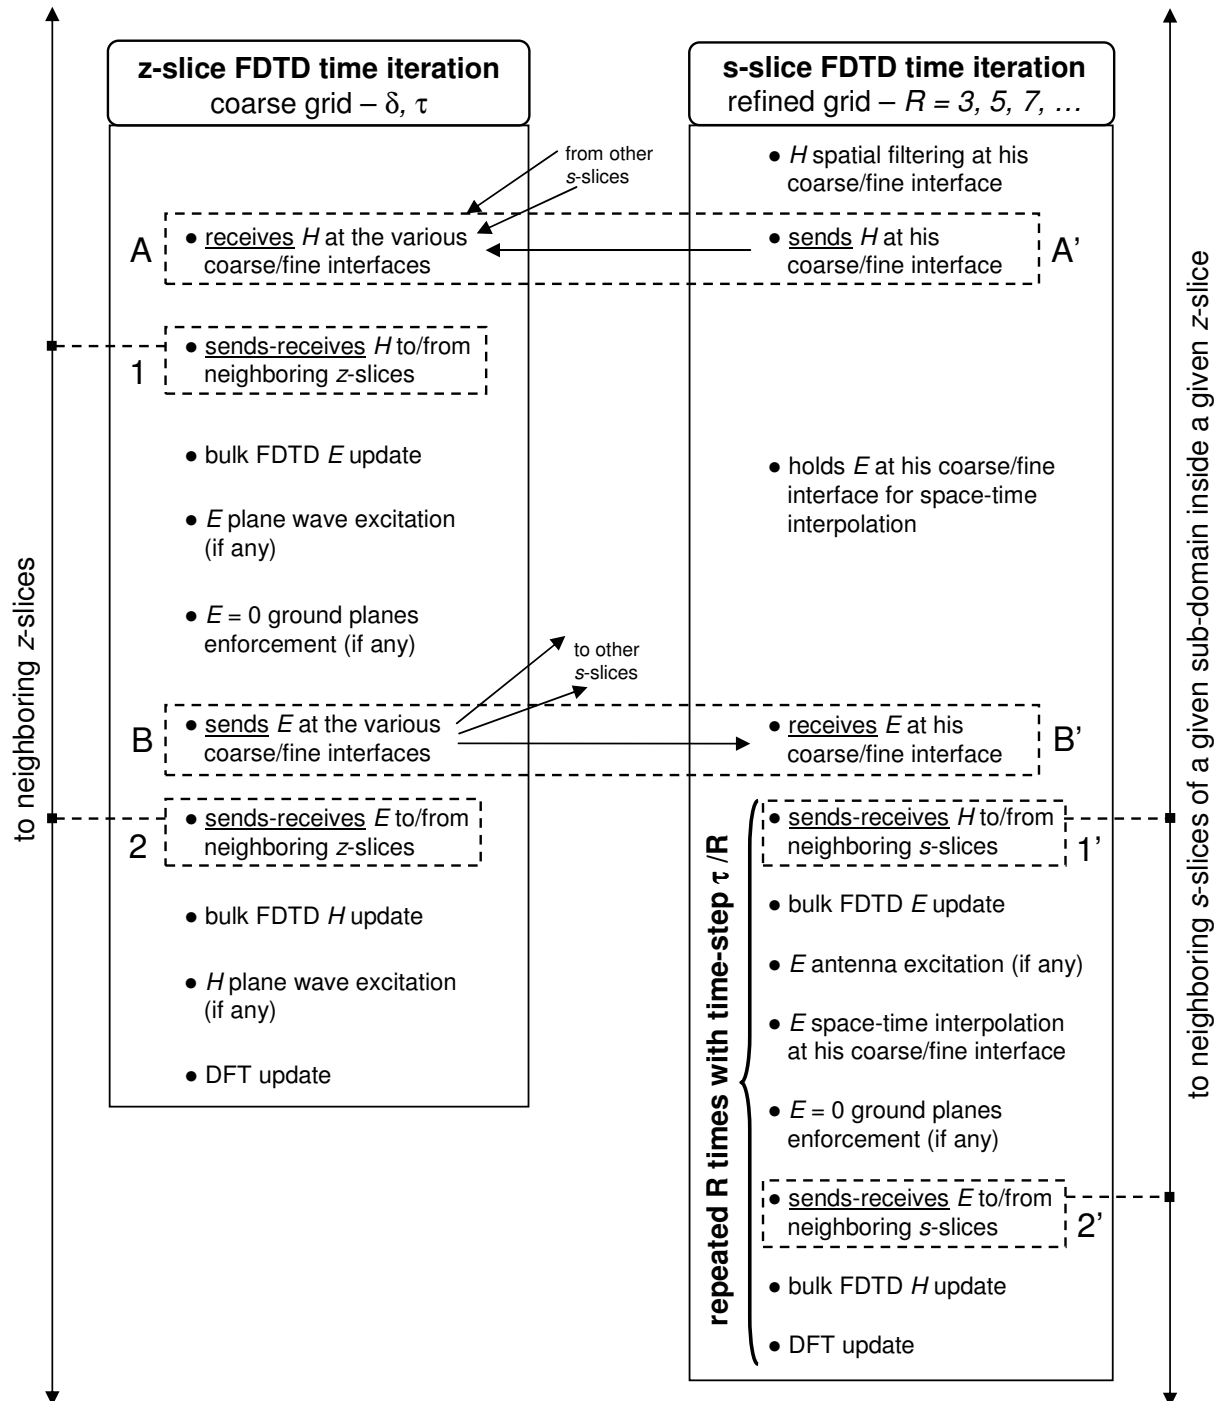 z-slice FDTD time iteration
coarse grid – δ, τ
from other
s-slices
A
● receives H at the various
coarse/fine interfaces
1
● sends-receives H to/from
neighboring z-slices
● bulk FDTD E update
● E plane wave excitation
(if any)
● E = 0 ground planes
enforcement (if any)
to other
s-slices
B
● sends E at the various
coarse/fine interfaces
2
● sends-receives E to/from
neighboring z-slices
● bulk FDTD H update
● H plane wave excitation
(if any)
● DFT update
to neighboring z-slices
s-slice FDTD time iteration
refined grid – R = 3, 5, 7, …
● H spatial filtering at his
coarse/fine interface
● sends H at his
coarse/fine interface
A’
● holds E at his coarse/fine
interface for space-time
interpolation
● receives E at his
coarse/fine interface
B’
repeated R times with time-step τ /R
● sends-receives H to/from
neighboring s-slices
1’
● bulk FDTD E update
● E antenna excitation (if any)
● E space-time interpolation
at his coarse/fine interface
● E = 0 ground planes
enforcement (if any)
● sends-receives E to/from
neighboring s-slices
2’
● bulk FDTD H update
● DFT update
to neighboring s-slices of a given sub-domain inside a given z-slice